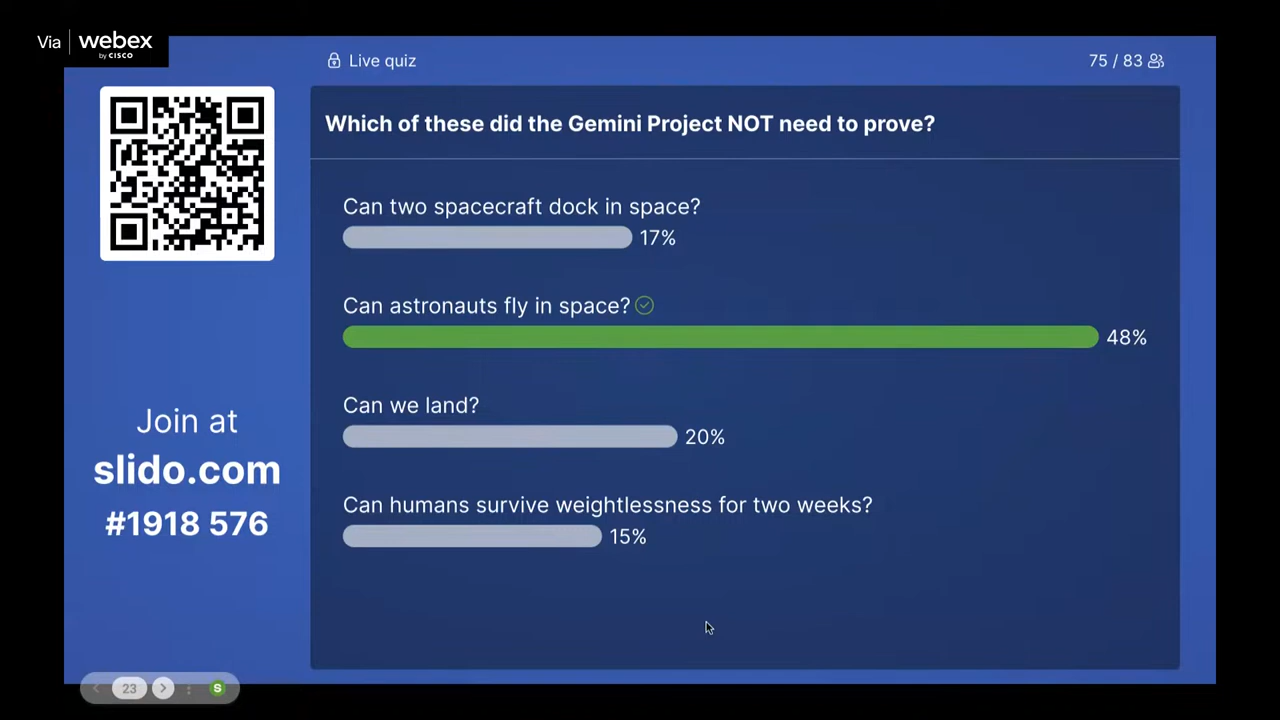 Via webex
by CISCO
Live quiz
75 / 83
Which of these did the Gemini Project NOT need to prove?
Can two spacecraft dock in space?
17%
Can astronauts fly in space?
48%
Can we land?
20%
Can humans survive weightlessness for two weeks?
15%
Join at
slido.com
#1918 576
23
S